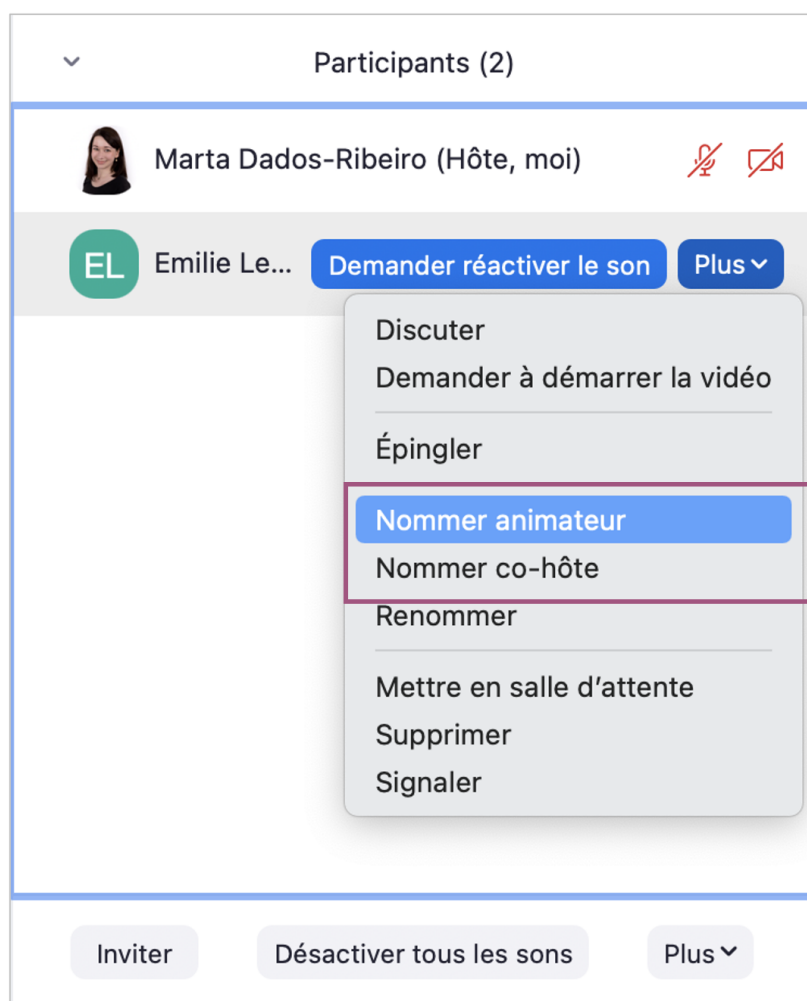 Participants (2)
Marta Dados-Ribeiro (Hôte, moi)
EL Emilie Le... Demander réactiver le son Plus
Discuter
Demander à démarrer la vidéo
Épingler
Nommer animateur
Nommer co-hôte
Renommer
Mettre en salle d’attente
Supprimer
Signaler
Inviter Désactiver tous les sons Plus